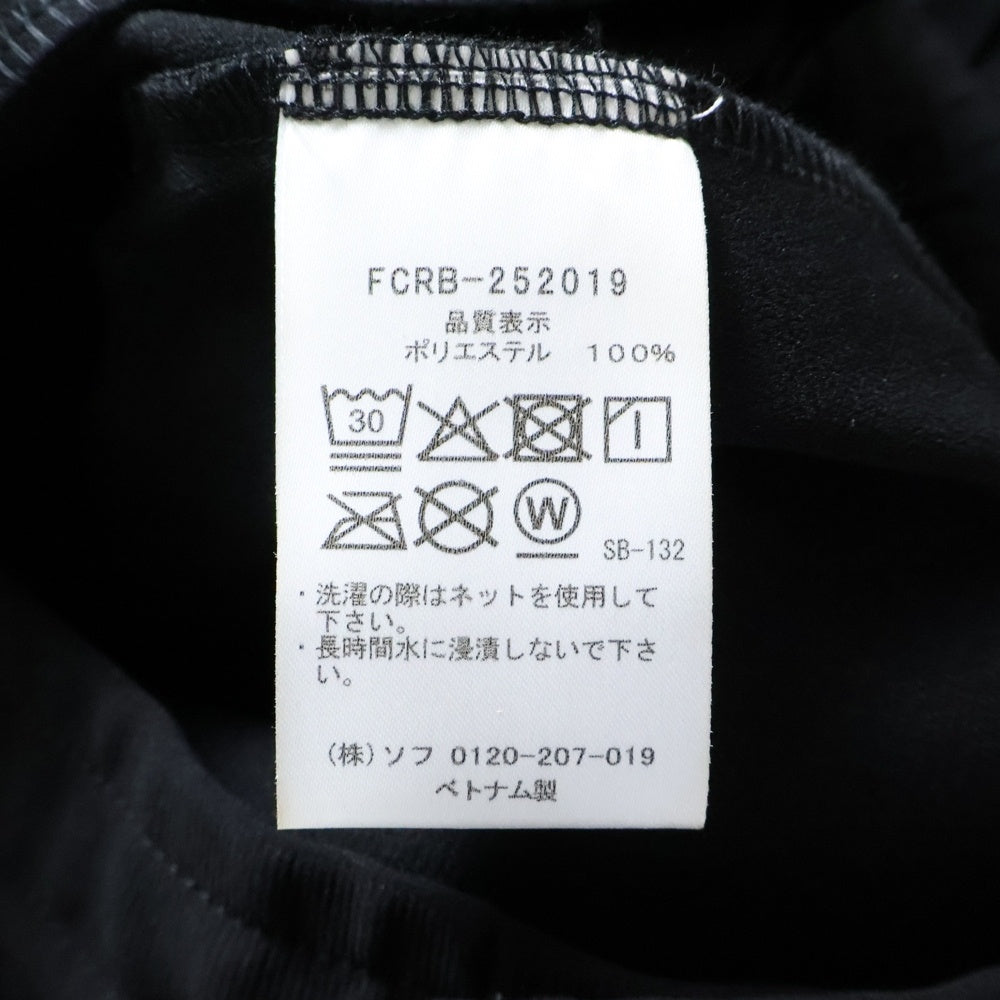 FCRB-252019
品質表示
ポリエステル 100%
30
W
SB-132
・洗濯の際はネットを使用して
下さい。
・長時間水に浸漬しないで下さ
い。
(株)ソフ 0120-207-019
ベトナム製